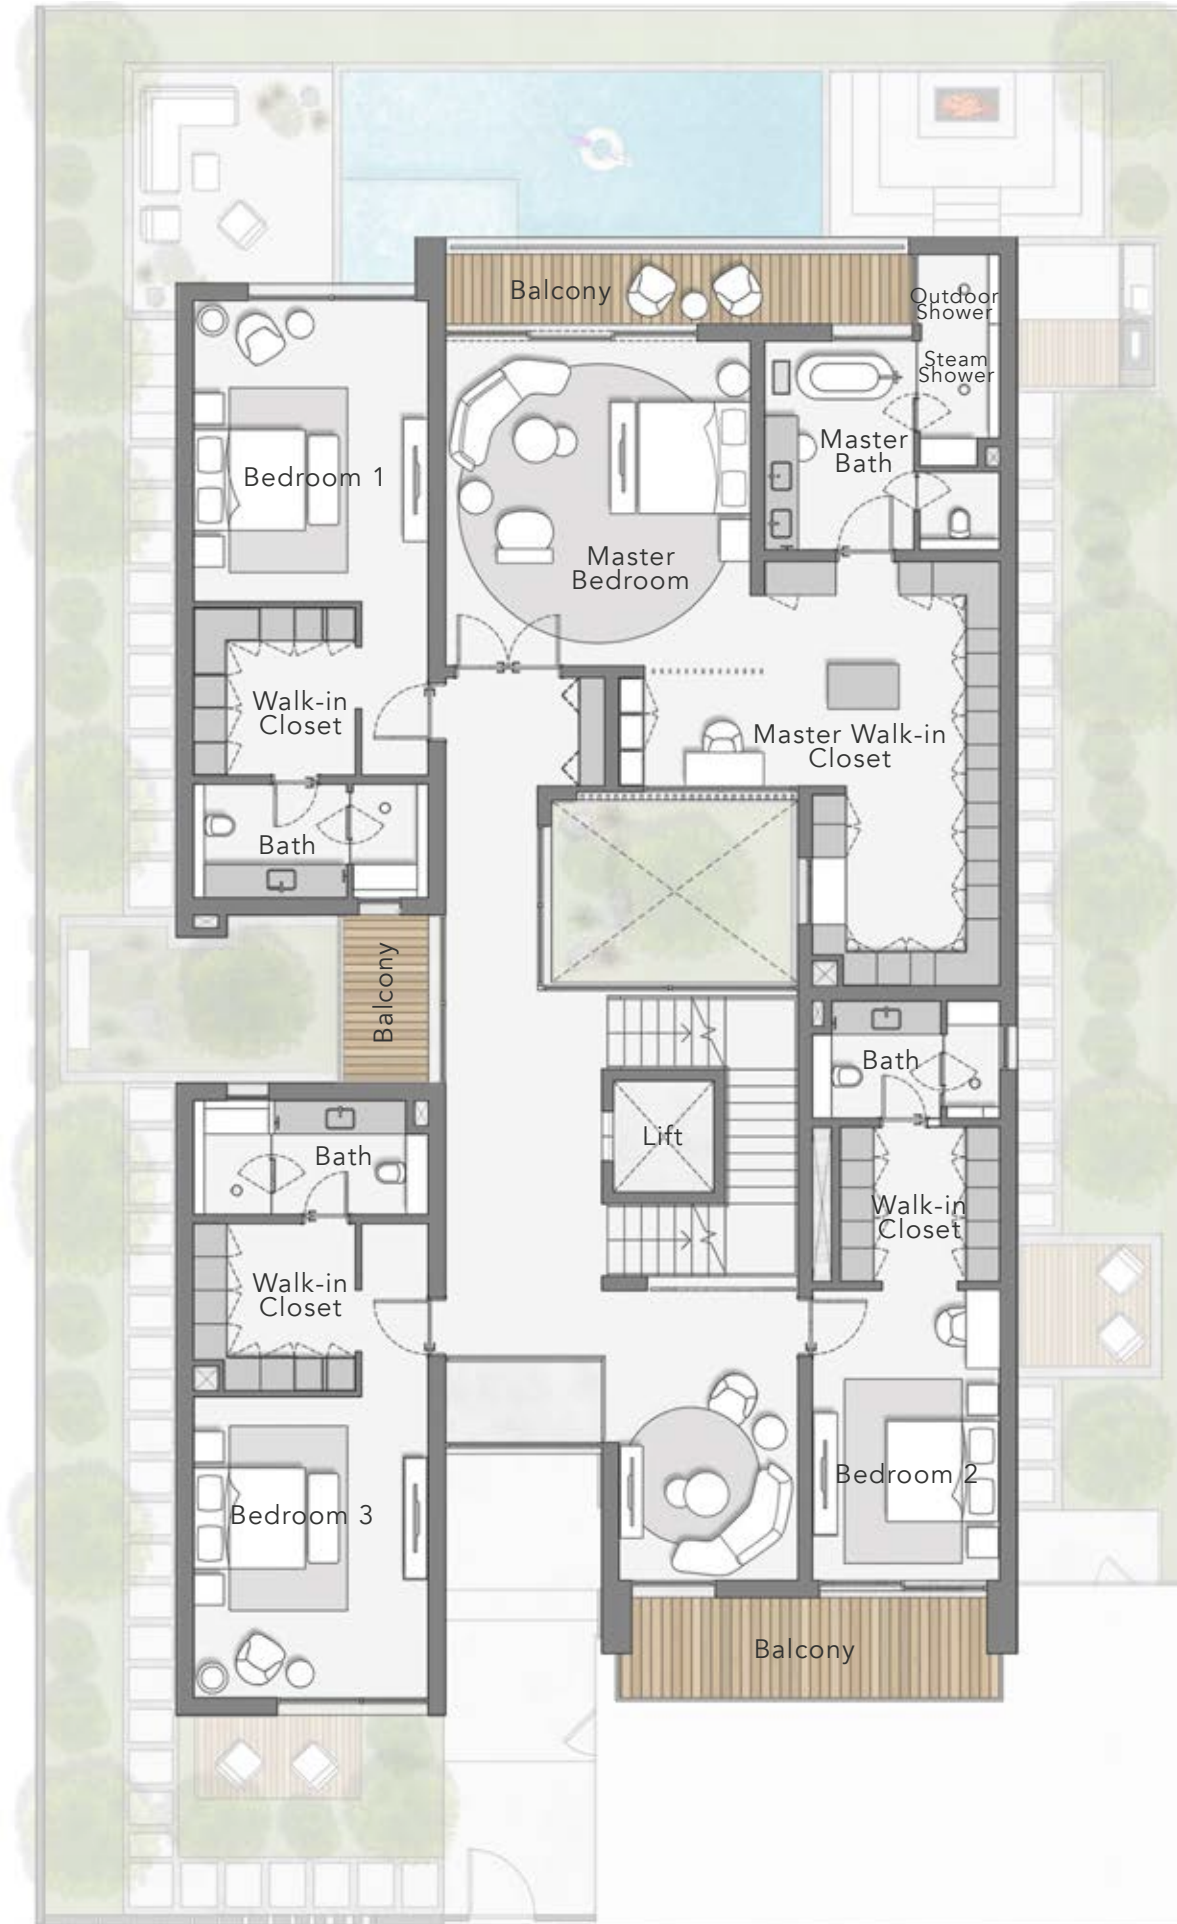 Balcony
Outdoor
Shower
Steam
Shower
Master
Bath
Bedroom 1
Master
Bedroom
Walk-in
Closet
Master Walk-in
Closet
Bath
Balcony
Bath
Lift
Bath
Walk-in
Closet
Walk-in
Closet
Bedroom 2
Bedroom 3
Balcony